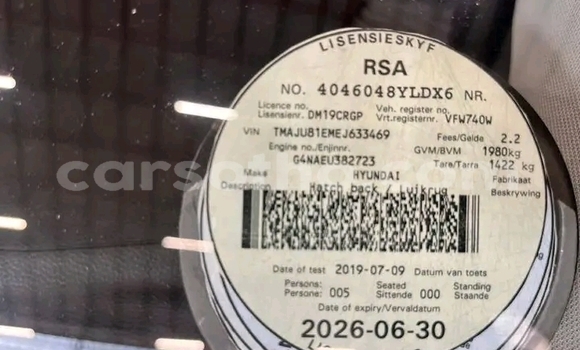 LISENSIESKYF
RSA
NO. 4046048YLDX6 NR.
Licence no. Veh. register no.
Lisensienr. DM19CRGP Vrt.registernr. VFW740W
VIN TMAJU81EMEJ633469 Fees/Gelde 2.2
Engine no./Enjinnr. GVM/BVM 1980kg
G4NAEU382723 Tare/Tarra 1422 kg
Make HYUNDAI Fabrikaat
Description Hatch back / Luikrug Beskrywing
Date of test 2019-07-09 Datum van toets
Persons: Seated Standing
Persone: 005 Sittende 000 Staande
Date of expiry/Vervaldatum
2026-06-30